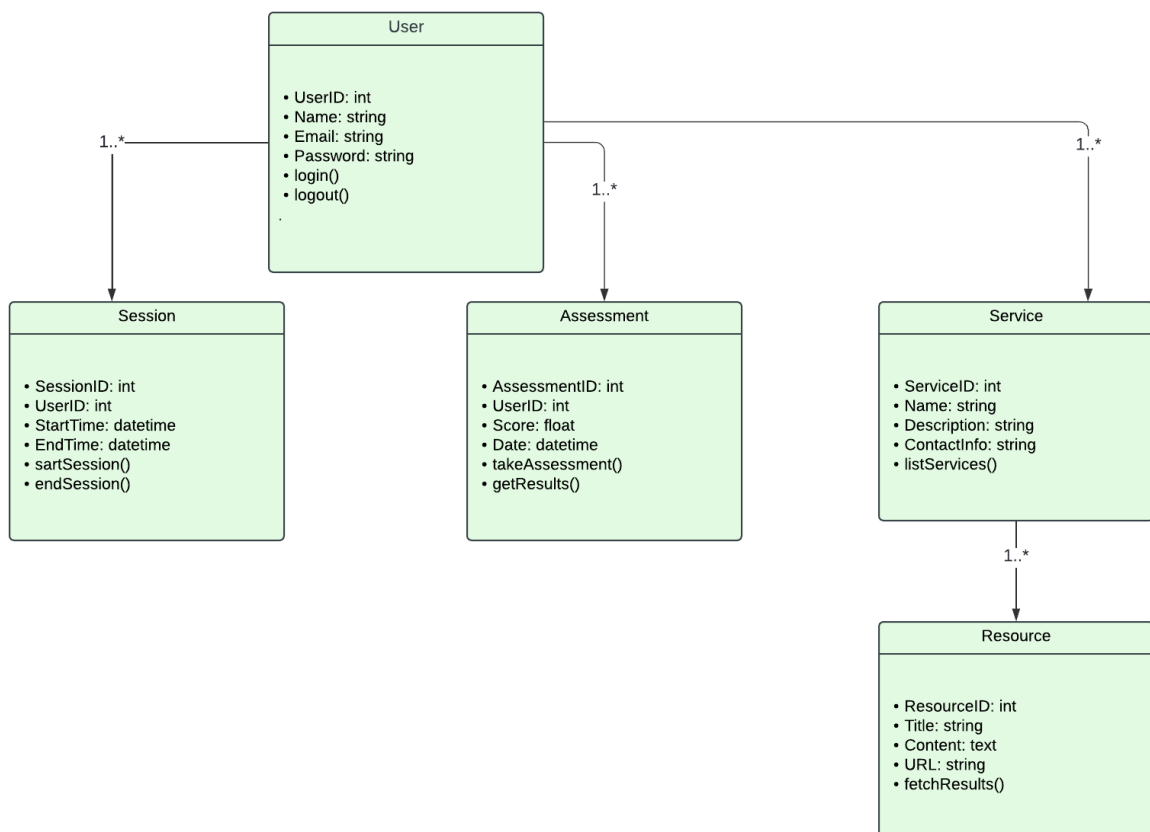 User
• UserID: int
• Name: string
• Email: string
• Password: string
• login()
• logout()
.
1..*
1..*
1..*
Session
• SessionID: int
• UserID: int
• StartTime: datetime
• EndTime: datetime
• sartSession()
• endSession()
Assessment
• AssessmentID: int
• UserID: int
• Score: float
• Date: datetime
• takeAssessment()
• getResults()
Service
• ServiceID: int
• Name: string
• Description: string
• ContactInfo: string
• listServices()
1..*
Resource
• ResourceID: int
• Title: string
• Content: text
• URL: string
• fetchResults()